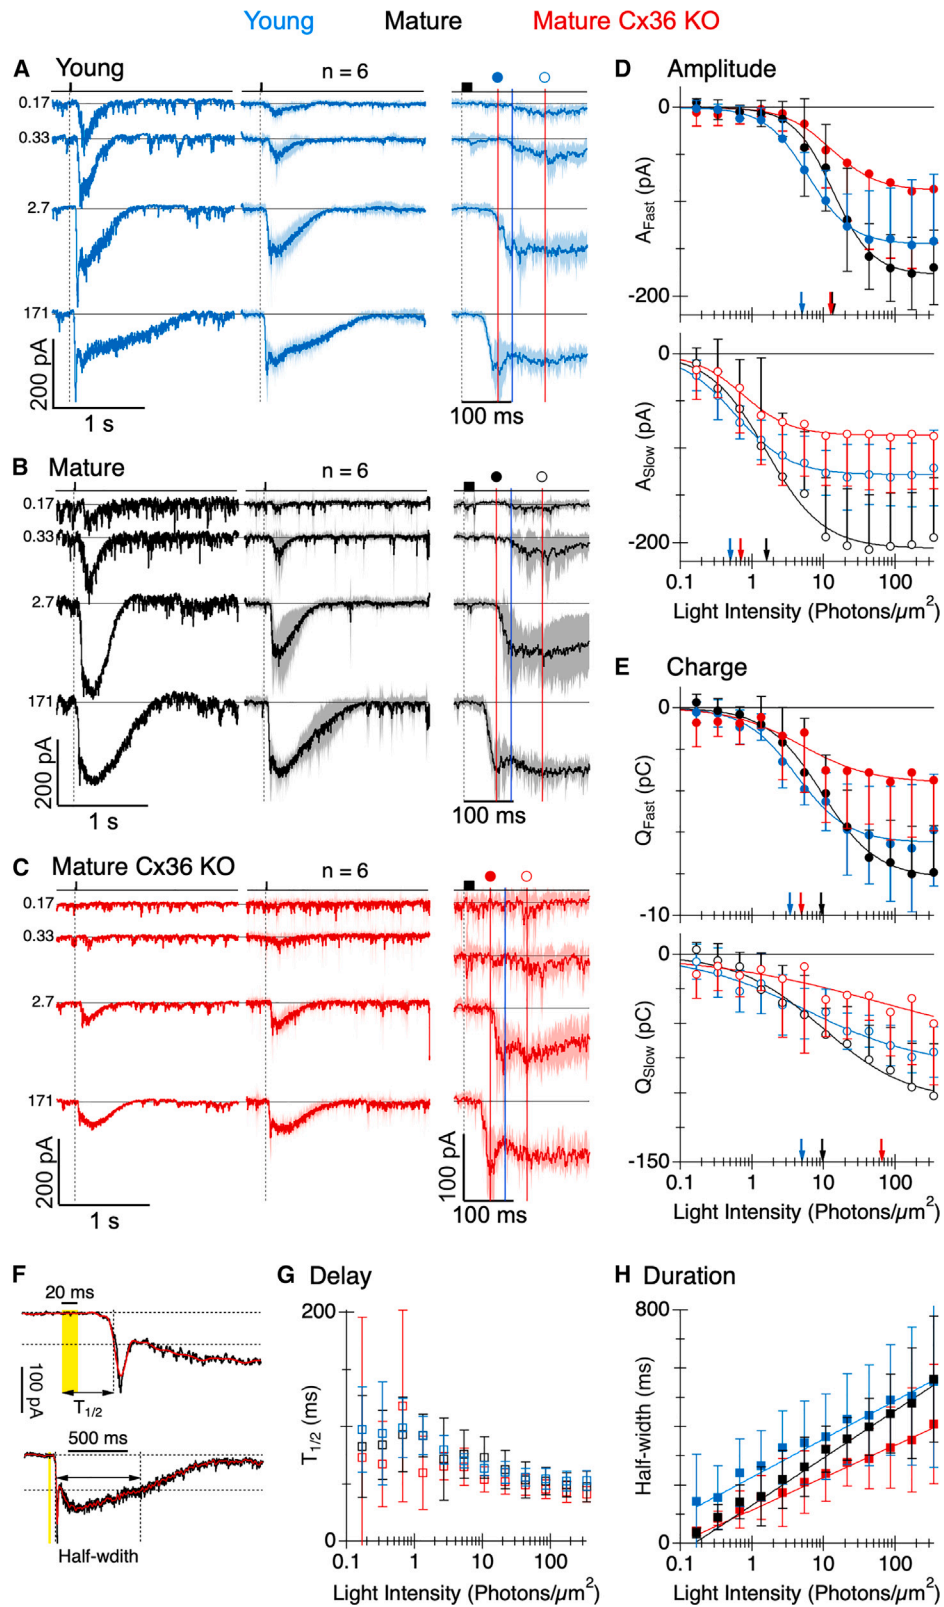 Young Mature Mature Cx36 KO
A Young
n = 6
0.17
0.33
2.7
171
200 pA
1 s
100 ms
B Mature
n = 6
0.17
0.33
2.7
171
200 pA
1 s
100 ms
C Mature Cx36 KO
n = 6
0.17
0.33
2.7
171
200 pA
1 s
100 pA
100 ms
D Amplitude
0
A_Fast (pA)
-200
0
A_Slow (pA)
-200
0.1 1 10 100
Light Intensity (Photons/µm²)
E Charge
0
Q_Fast (pC)
-10
0
Q_Slow (pC)
-150
0.1 1 10 100
Light Intensity (Photons/µm²)
F
20 ms
100 pA
T1/2
500 ms
Half-wdith
G Delay
200
T1/2 (ms)
0
0.1 1 10 100
Light Intensity (Photons/µm²)
H Duration
800
Half-width (ms)
0
0.1 1 10 100
Light Intensity (Photons/µm²)